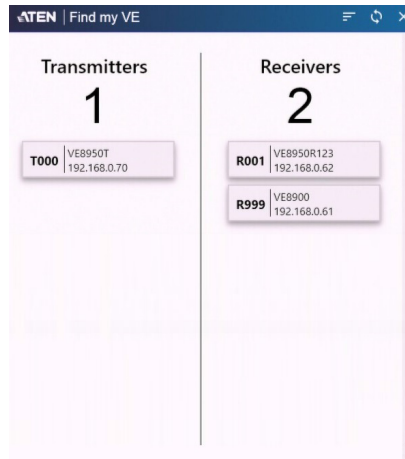 ATEN | Find my VE
Transmitters
1
T000
VE8950T
192.168.0.70
Receivers
2
R001
VE8950R123
192.168.0.62
R999
VE8900
192.168.0.61